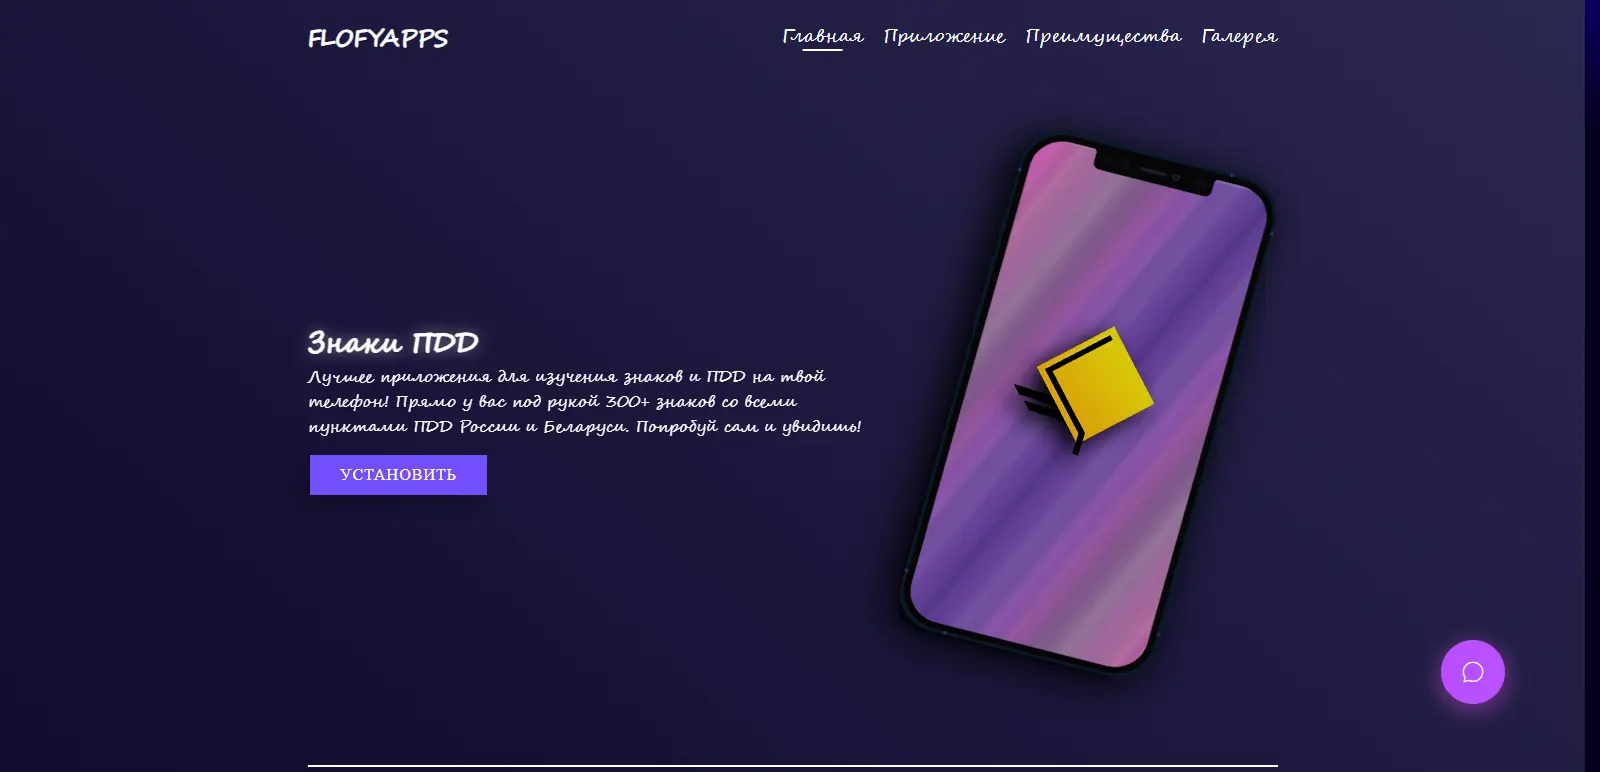 FLOFYAPPS
Главная Приложение Преимущества Галерея
Знаки ПДД
Лучшее приложения для изучения знаков и ПДД на твой
телефон! Прямо у вас под рукой 300+ знаков со всеми
пунктами ПДД России и Беларуси. Попробуй сам и увидишь!
УСТАНОВИТЬ